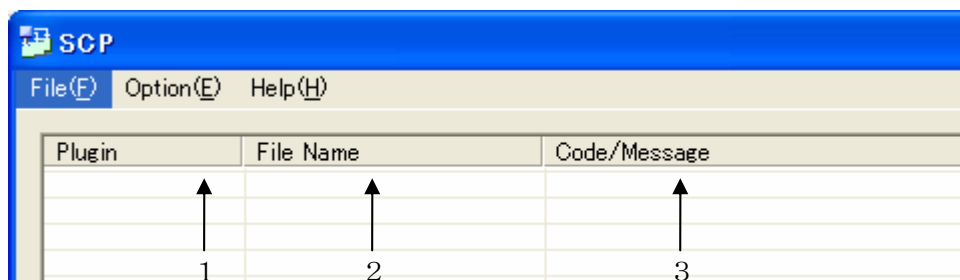 SCP
File(F) Option(E) Help(H)
Plugin File Name Code/Message
1 2 3